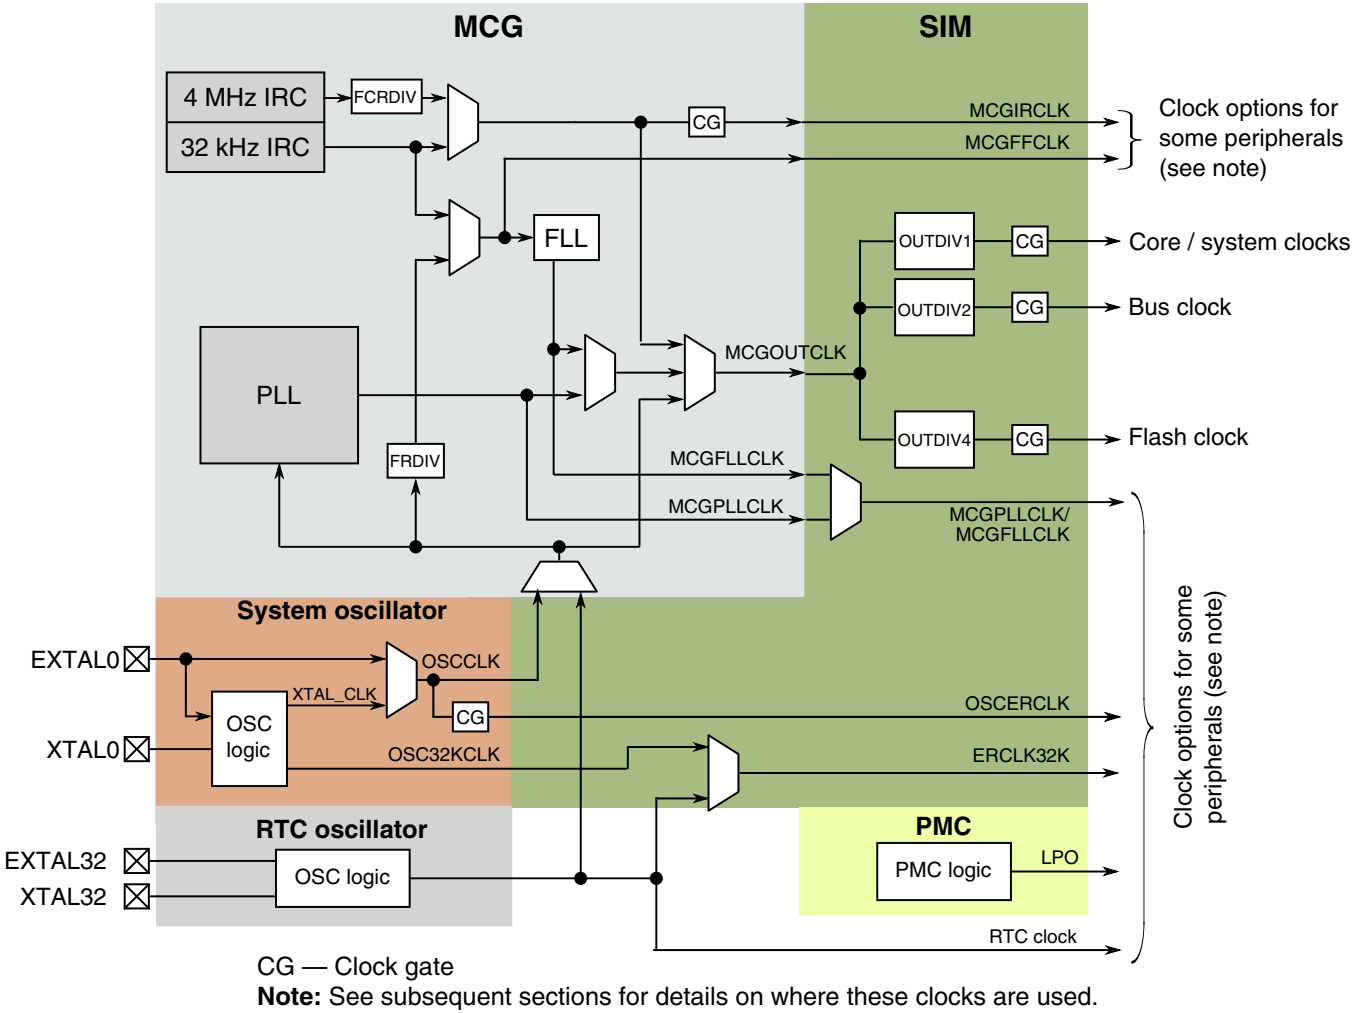 MCG
SIM
4 MHz IRC
FCRDIV
32 kHz IRC
CG
MCGIRCLK
MCGFFCLK
Clock options for
some peripherals
(see note)
FLL
OUTDIV1
CG
Core / system clocks
OUTDIV2
CG
Bus clock
MCGOUTCLK
PLL
OUTDIV4
CG
Flash clock
FRDIV
MCGFLLCLK
MCGPLLCLK
MCGPLLCLK/
MCGFLLCLK
System oscillator
EXTAL0
OSCCLK
XTAL_CLK
OSC
logic
CG
OSCERCLK
XTAL0
OSC32KCLK
ERCLK32K
Clock options for some
peripherals (see note)
RTC oscillator
PMC
EXTAL32
XTAL32
OSC logic
PMC logic
LPO
RTC clock
CG — Clock gate
Note: See subsequent sections for details on where these clocks are used.